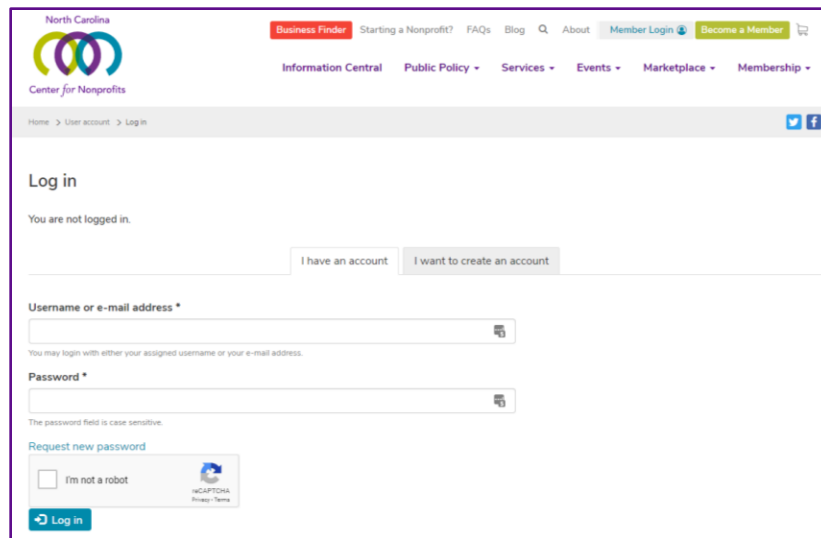 North Carolina
Center for Nonprofits
Business Finder Starting a Nonprofit? FAQs Blog About Member Login Become a Member
Information Central Public Policy Services Events Marketplace Membership
Home > User account > Log in
Log in
You are not logged in.
I have an account I want to create an account
Username or e-mail address *
You may login with either your assigned username or your e-mail address.
Password *
The password field is case sensitive.
Request new password
I'm not a robot
reCAPTCHA
Privacy - Terms
Log in